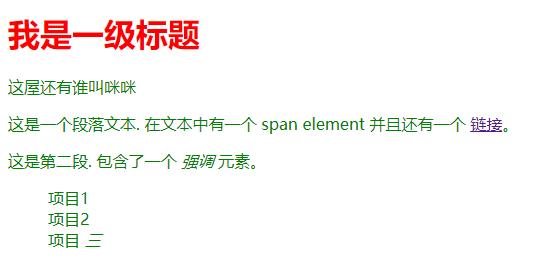 我是一级标题
这屋还有谁叫咪咪
这是一个段落文本. 在文本中有一个 span element 并且还有一个 链接。
这是第二段. 包含了一个 强调 元素。
项目1
项目2
项目 三